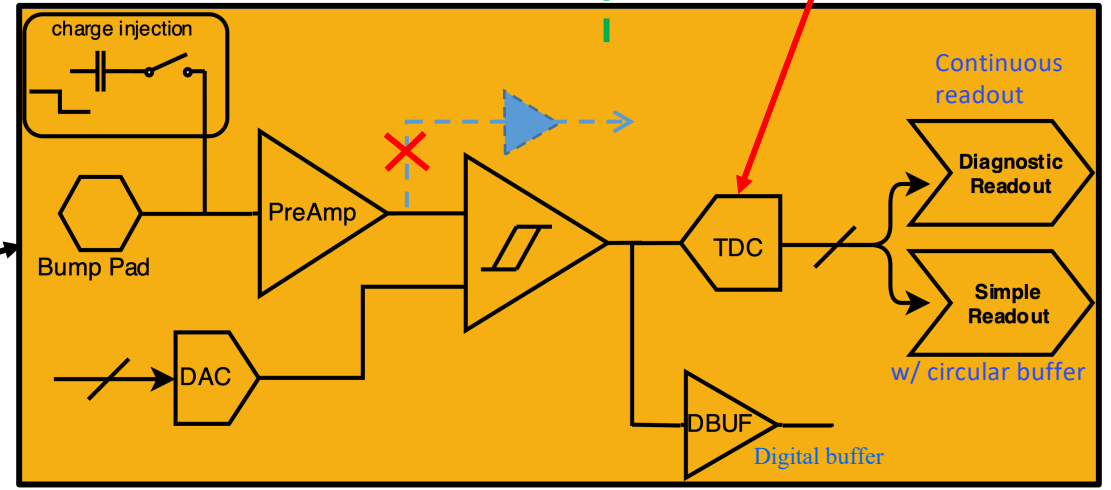 charge injection
Continuous
readout
Diagnostic
Readout
PreAmp
TDC
Bump Pad
Simple
Readout
DAC
w/ circular buffer
DBUF
Digital buffer